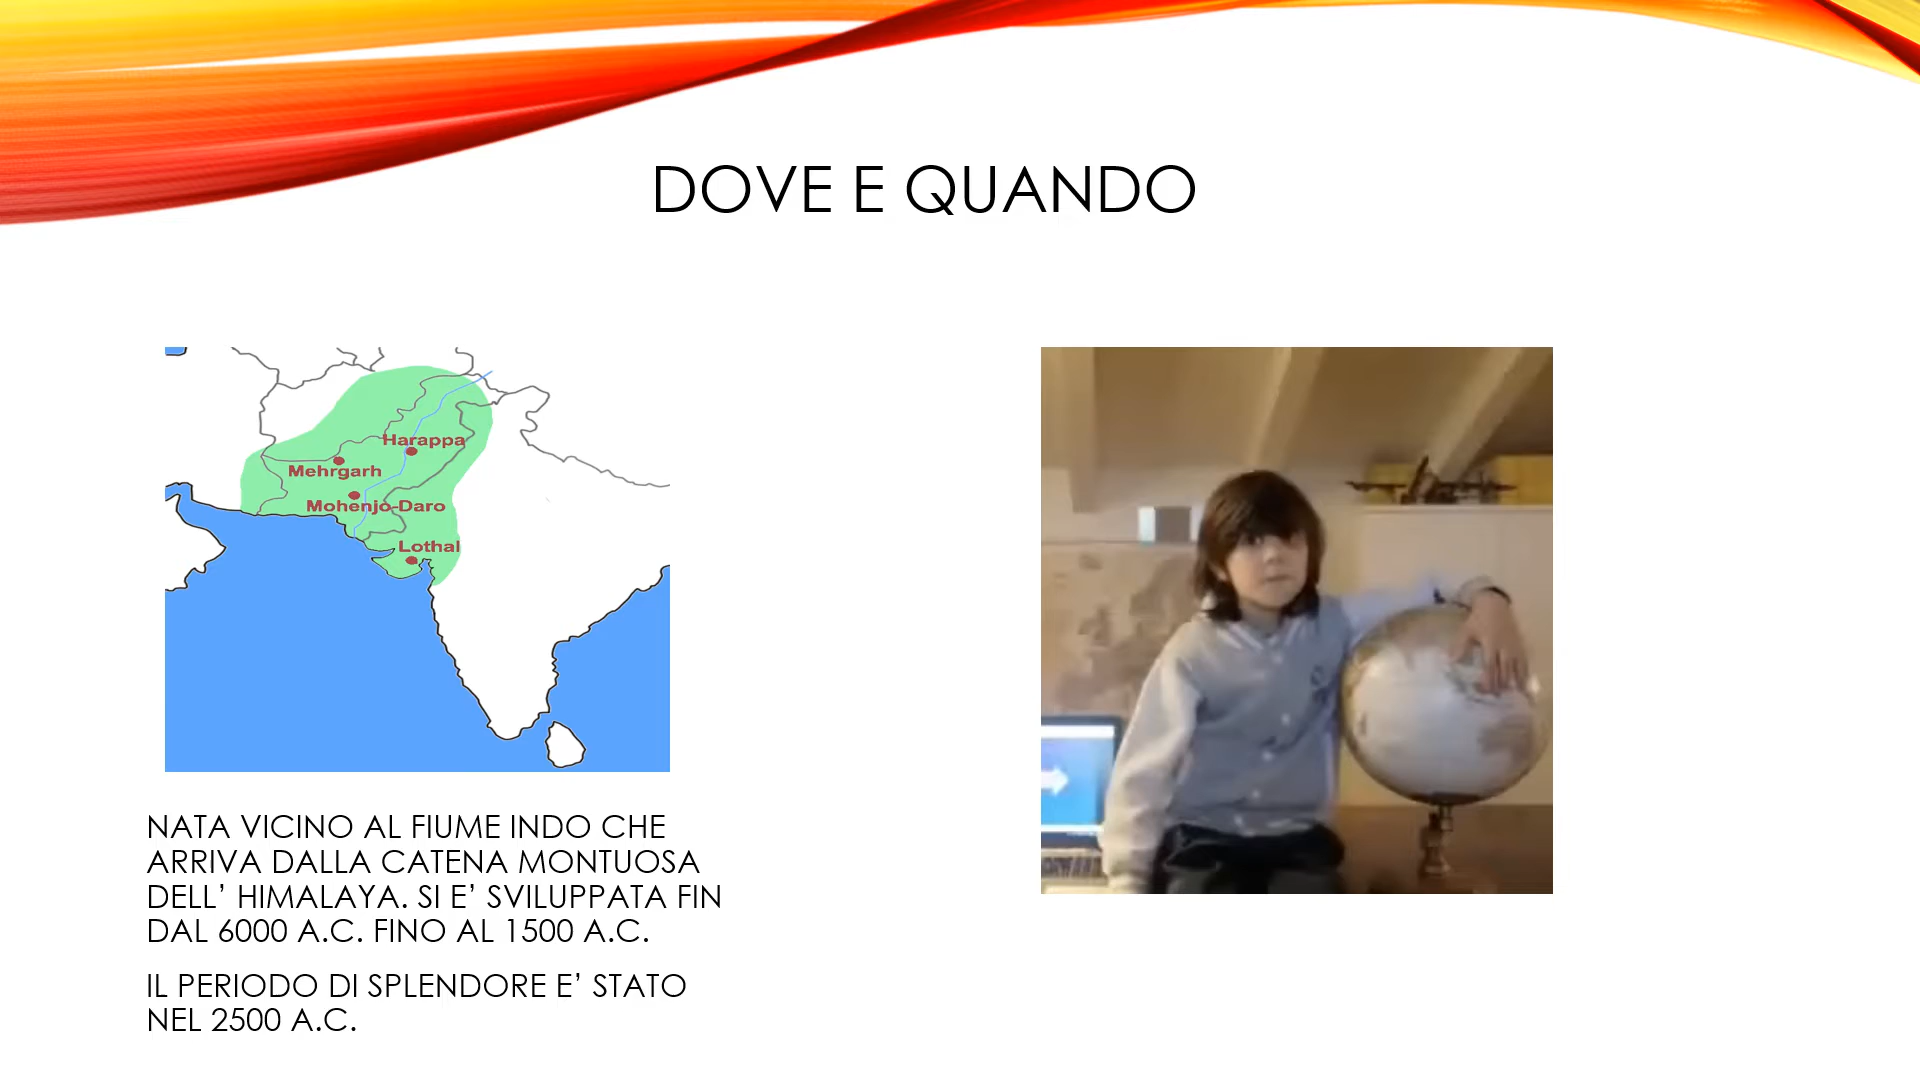 DOVE E QUANDO
Harappa
Mehrgarh
Mohenjo-Daro
Lothal
NATA VICINO AL FIUME INDO CHE
ARRIVA DALLA CATENA MONTUOSA
DELL’ HIMALAYA. SI E’ SVILUPPATA FIN
DAL 6000 A.C. FINO AL 1500 A.C.
IL PERIODO DI SPLENDORE E’ STATO
NEL 2500 A.C.